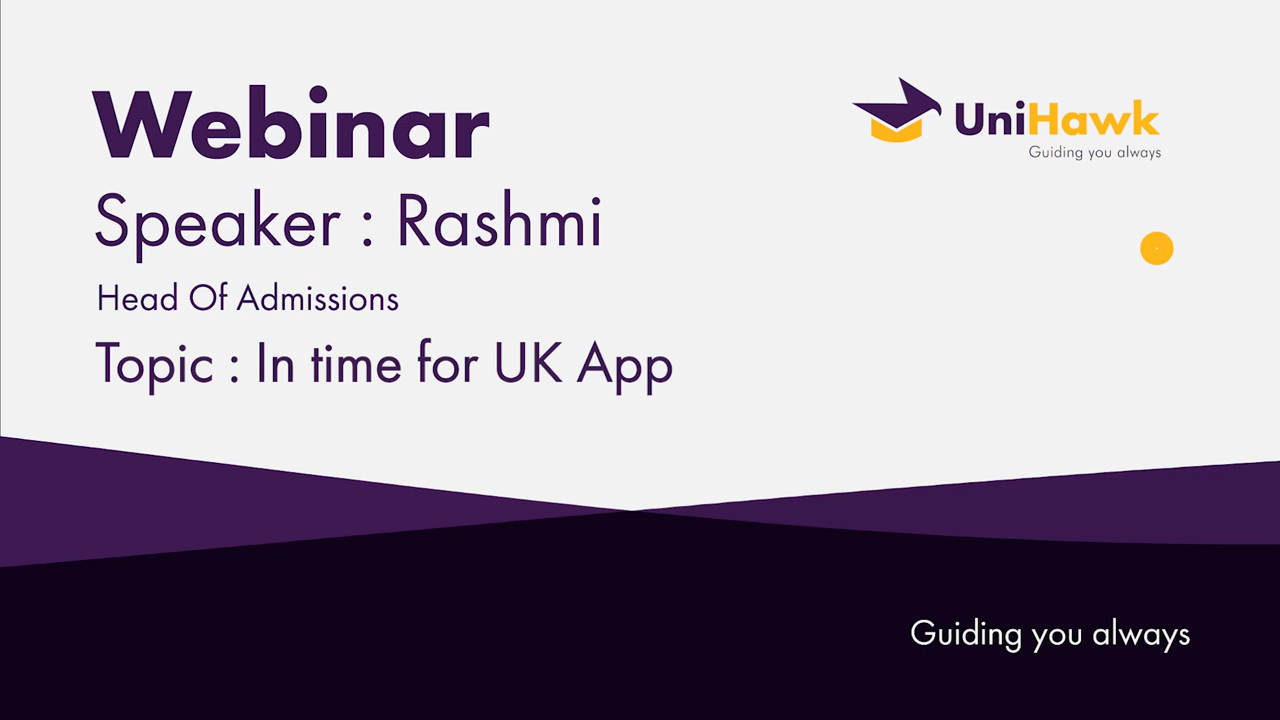 Webinar
Speaker : Rashmi
Head Of Admissions
Topic : In time for UK App
UniHawk
Guiding you always
Guiding you always